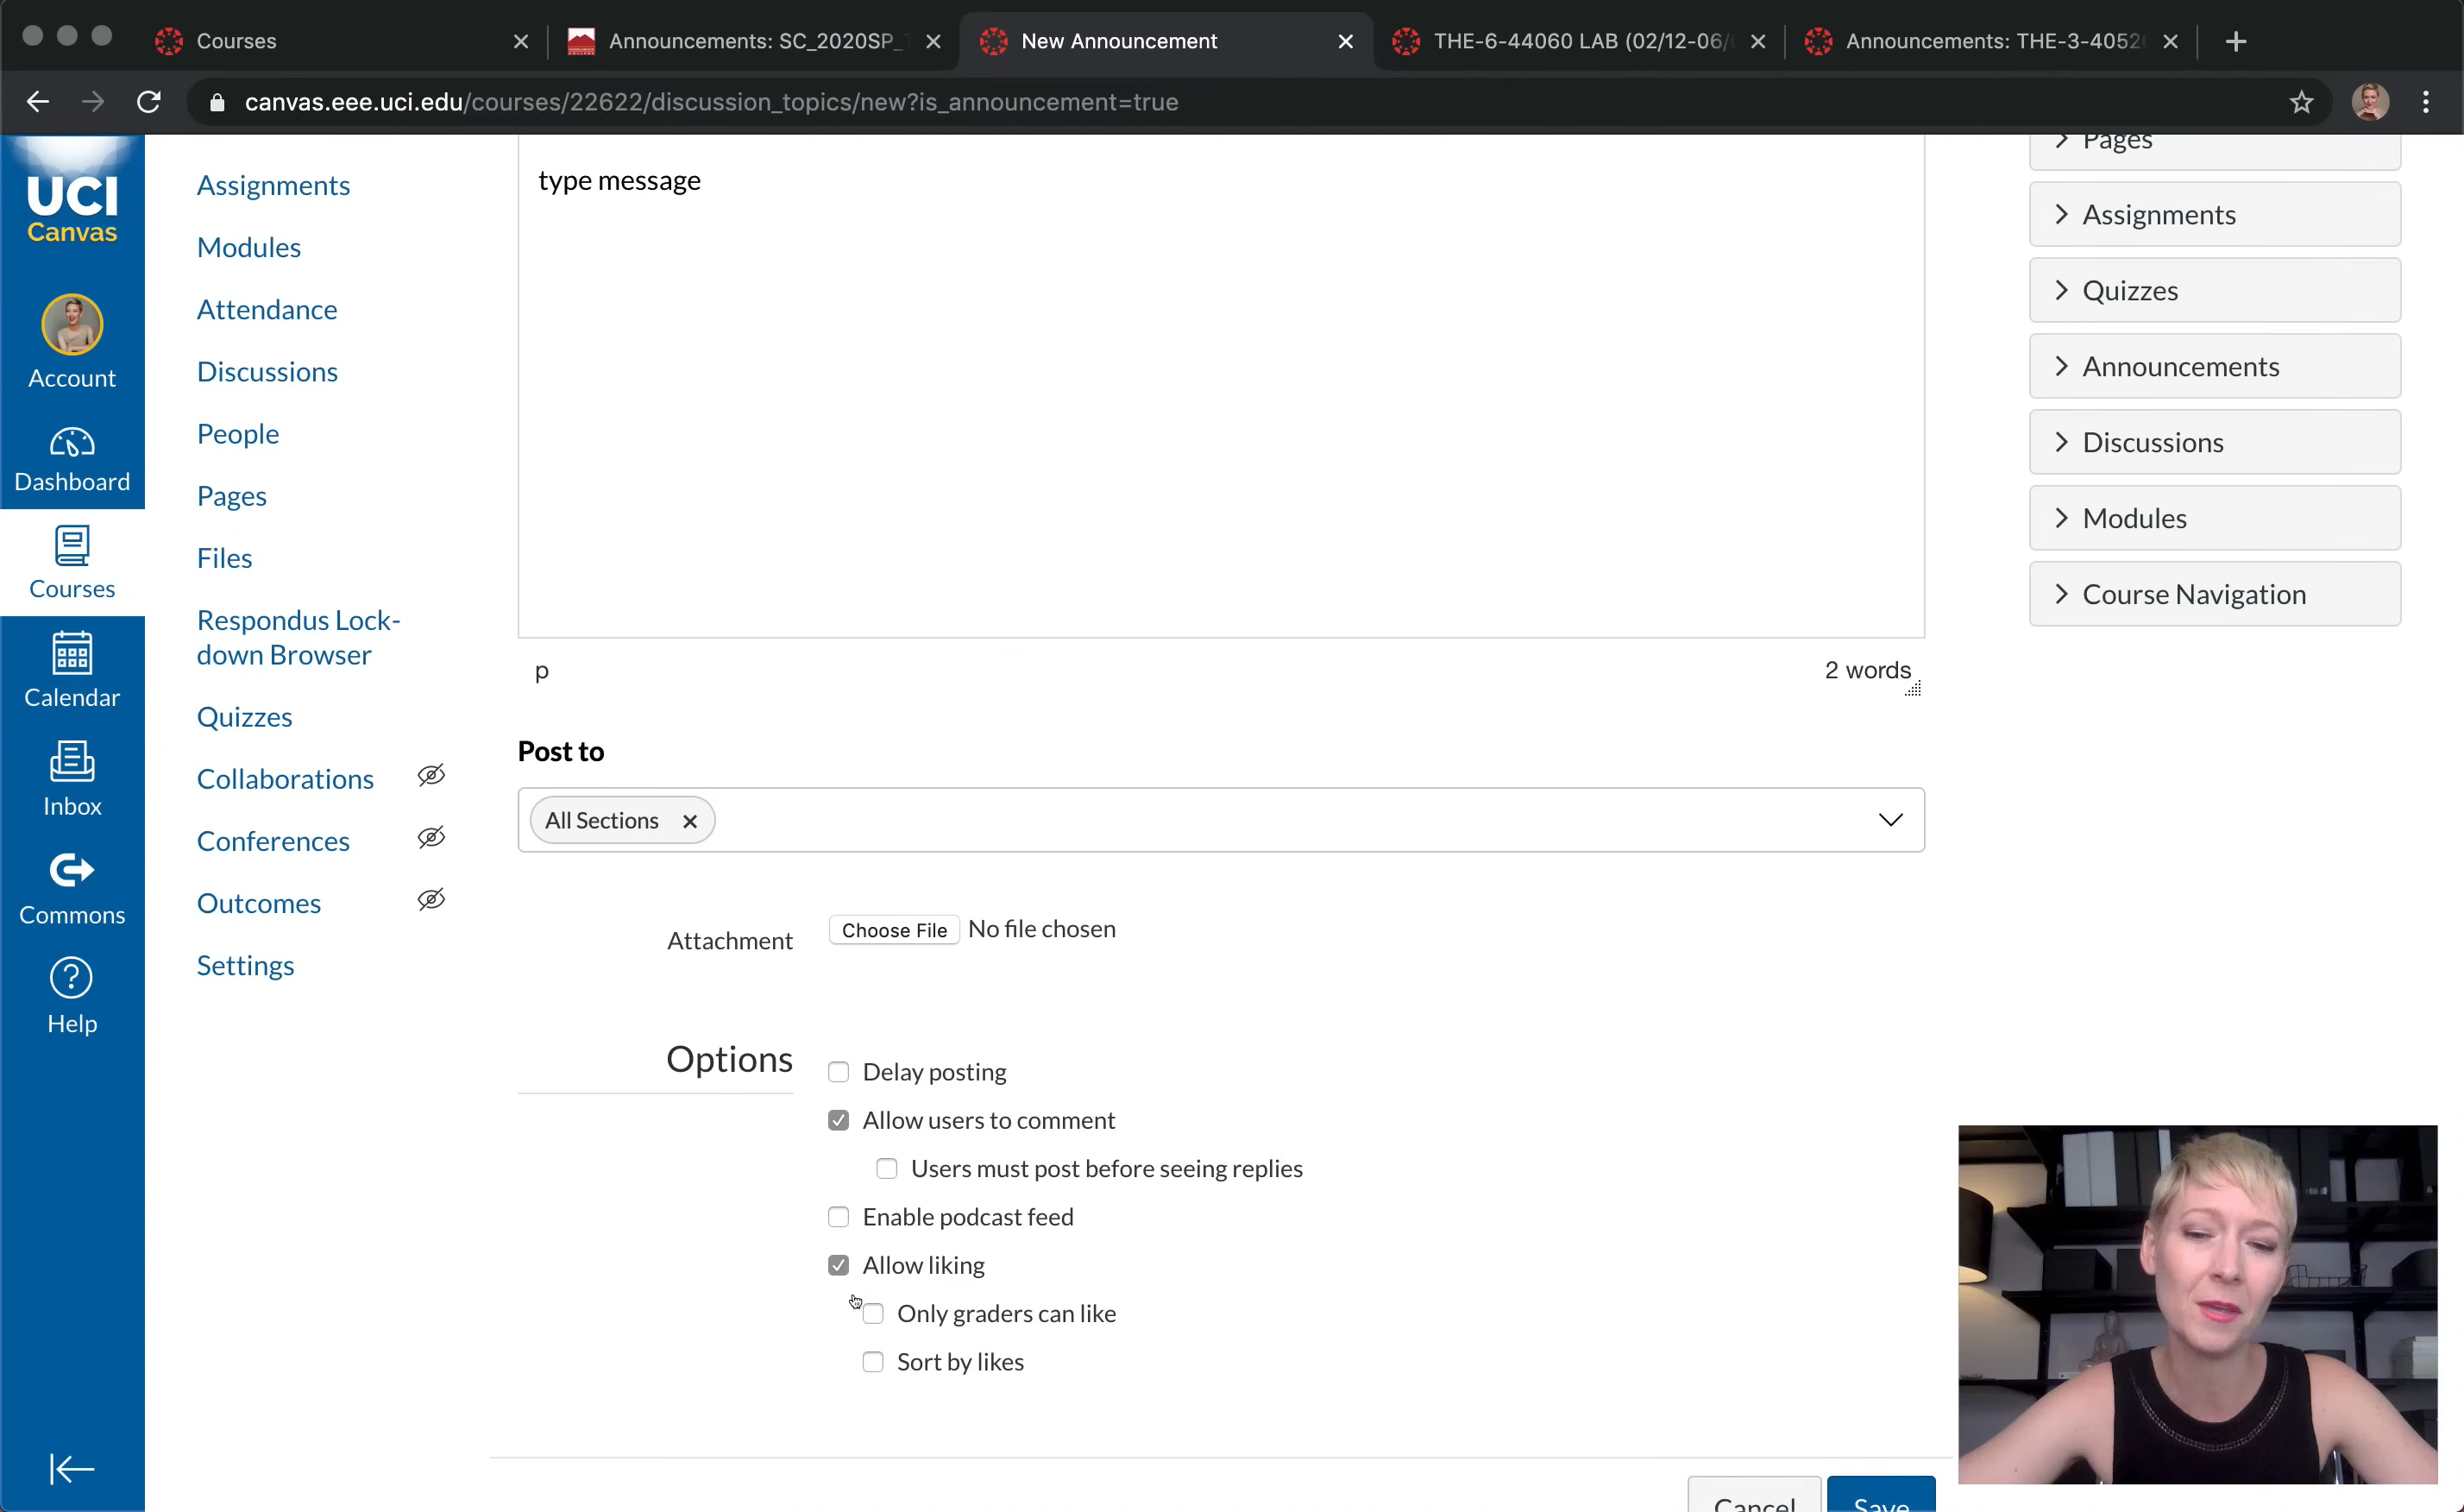 Courses
Announcements: SC_2020SP_
New Announcement
THE-6-44060 LAB (02/12-06/
Announcements: THE-3-4052
canvas.eee.uci.edu/courses/22622/discussion_topics/new?is_announcement=true
UCI
Canvas
Account
Dashboard
Courses
Calendar
Inbox
Commons
Help
Assignments
Modules
Attendance
Discussions
People
Pages
Files
Respondus Lock-
down Browser
Quizzes
Collaborations
Conferences
Outcomes
Settings
type message
p
2 words
Post to
All Sections
Attachment
Choose File No file chosen
Options
Delay posting
Allow users to comment
Users must post before seeing replies
Enable podcast feed
Allow liking
Only graders can like
Sort by likes
Cancel
Save
Pages
Assignments
Quizzes
Announcements
Discussions
Modules
Course Navigation